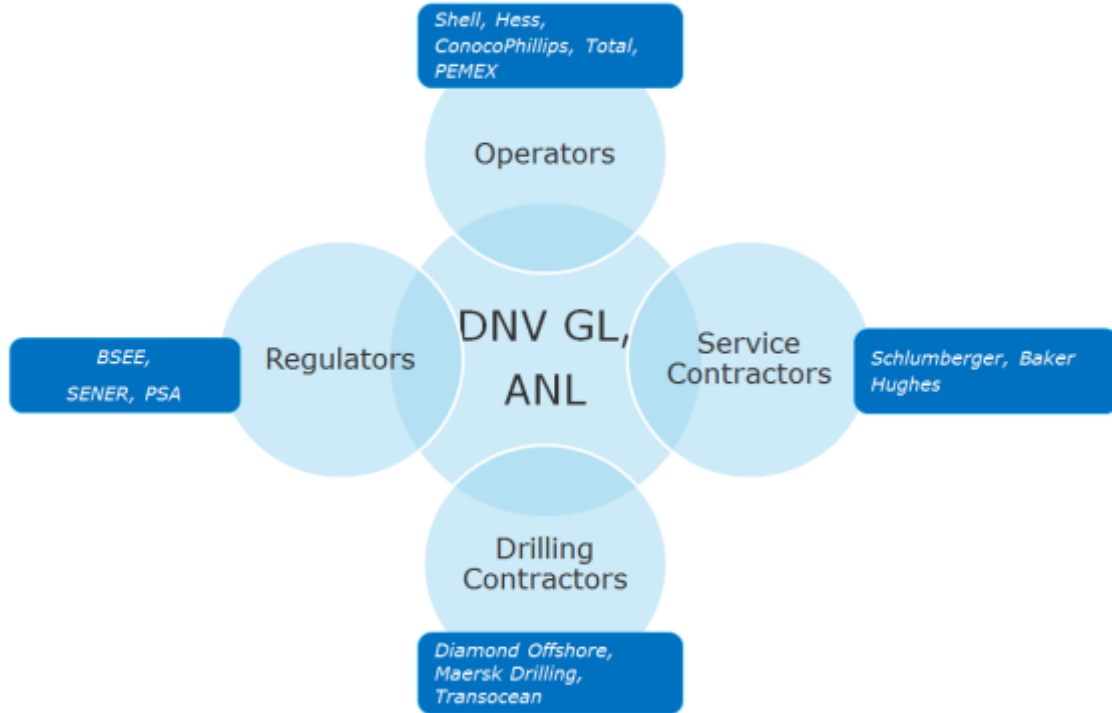 Shell, Hess,
ConocoPhillips, Total,
PEMEX
Operators
DNV GL,
ANL
Regulators
BSEE,
SENER, PSA
Service
Contractors
Schlumberger, Baker
Hughes
Drilling
Contractors
Diamond Offshore,
Maersk Drilling,
Transocean